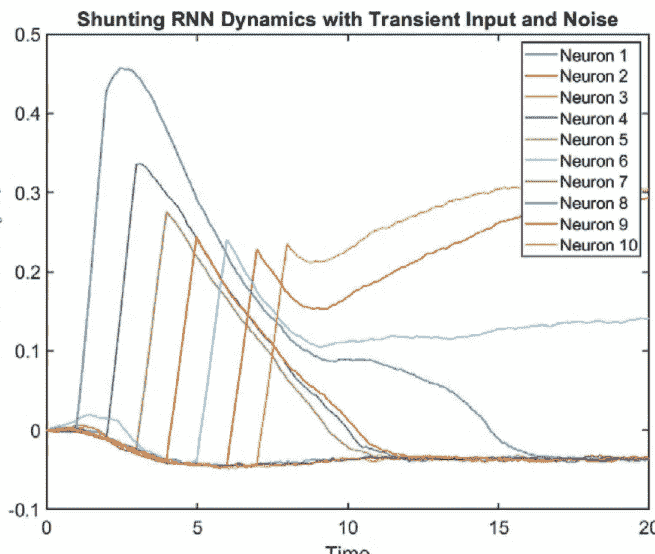 Shunting RNN Dynamics with Transient Input and Noise
0.5
0.4
0.3
0.2
0.1
0
-0.1
0
5
10
15
20
Neuron 1
Neuron 2
Neuron 3
Neuron 4
Neuron 5
Neuron 6
Neuron 7
Neuron 8
Neuron 9
Neuron 10
Time